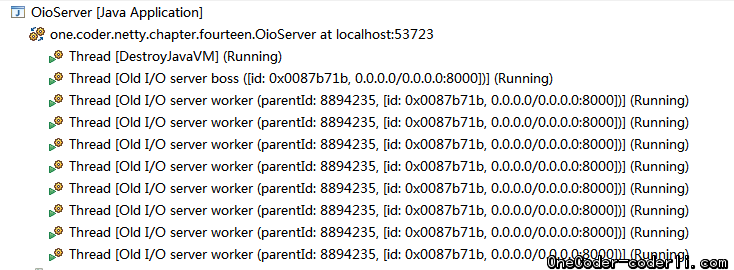 OioServer [Java Application]
one.coder.netty.chapter.fourteen.OioServer at localhost:53723
Thread [DestroyJavaVM] (Running)
Thread [Old I/O server boss ([id: 0x0087b71b, 0.0.0.0/0.0.0.0:8000])] (Running)
Thread [Old I/O server worker (parentId: 8894235, [id: 0x0087b71b, 0.0.0.0/0.0.0.0:8000])] (Running)
Thread [Old I/O server worker (parentId: 8894235, [id: 0x0087b71b, 0.0.0.0/0.0.0.0:8000])] (Running)
Thread [Old I/O server worker (parentId: 8894235, [id: 0x0087b71b, 0.0.0.0/0.0.0.0:8000])] (Running)
Thread [Old I/O server worker (parentId: 8894235, [id: 0x0087b71b, 0.0.0.0/0.0.0.0:8000])] (Running)
Thread [Old I/O server worker (parentId: 8894235, [id: 0x0087b71b, 0.0.0.0/0.0.0.0:8000])] (Running)
Thread [Old I/O server worker (parentId: 8894235, [id: 0x0087b71b, 0.0.0.0/0.0.0.0:8000])] (Running)
Thread [Old I/O server worker (parentId: 8894235, [id: 0x0087b71b, 0.0.0.0/0.0.0.0:8000])] (Running)
Thread [Old I/O server worker (parentId: 8894235, [id: 0x0087b71b, 0.0.0.0/0.0.0.0:8000])] (Running)
OneCoder-coderli.com